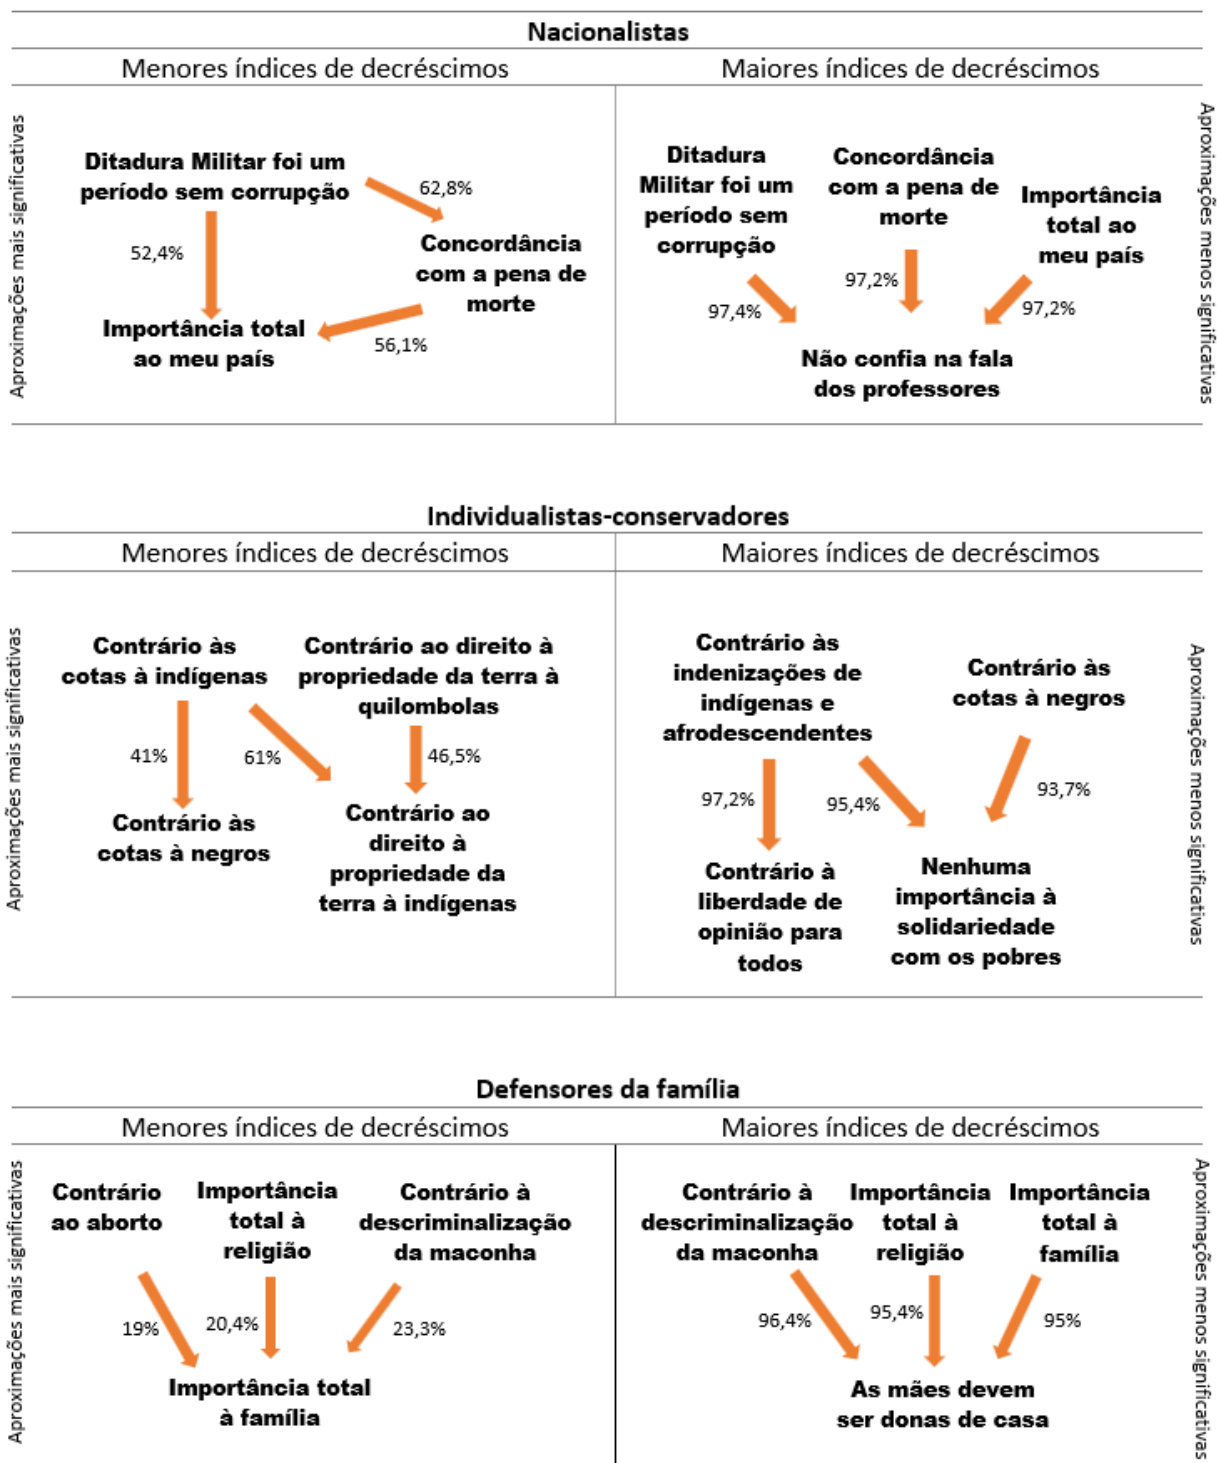 Nacionalistas
Menores índices de decréscimos
Maiores índices de decréscimos
Aproximações mais significativas
Ditadura Militar foi um
período sem corrupção
62,8%
52,4%
Concordância
com a pena de
morte
Importância total
ao meu país
56,1%
Ditadura
Militar foi um
período sem
corrupção
Concordância
com a pena de
morte
Importância
total ao
meu país
97,4%
97,2%
97,2%
Não confia na fala
dos professores
Aproximações menos significativas
Individualistas-conservadores
Menores índices de decréscimos
Maiores índices de decréscimos
Aproximações mais significativas
Contrário às
cotas à indígenas
Contrário ao direito à
propriedade da terra à
quilombolas
41%
61%
46,5%
Contrário às
cotas à negros
Contrário ao
direito à
propriedade da
terra à indígenas
Contrário às
indenizações de
indígenas e
afrodescendentes
Contrário às
cotas à negros
97,2%
95,4%
93,7%
Contrário à
liberdade de
opinião para
todos
Nenhuma
importância à
solidariedade
com os pobres
Aproximações menos significativas
Defensores da família
Menores índices de decréscimos
Maiores índices de decréscimos
Aproximações mais significativas
Contrário
ao aborto
Importância
total à
religião
Contrário à
descriminalização
da maconha
19%
20,4%
23,3%
Importância total
à família
Contrário à
descriminalização
da maconha
Importância
total à
religião
Importância
total à
família
96,4%
95,4%
95%
As mães devem
ser donas de casa
Aproximações menos significativas